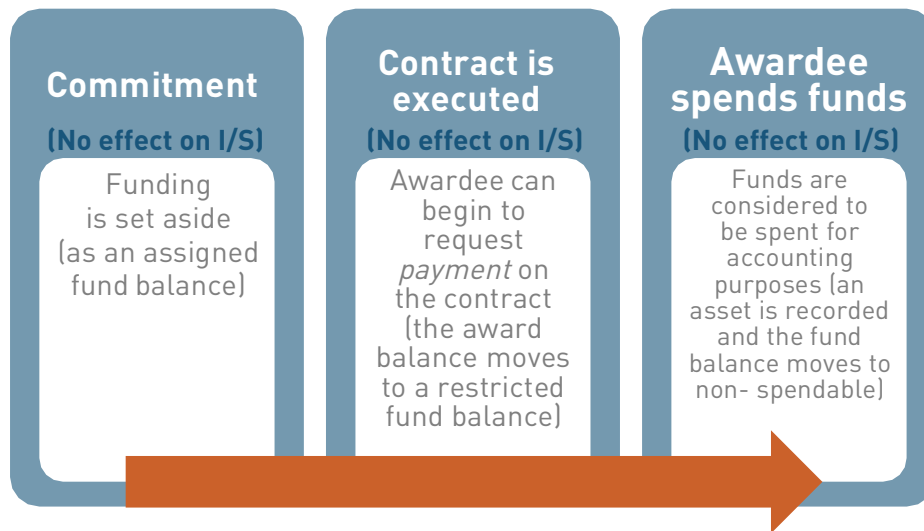 Commitment
(No effect on I/S)
Funding
is set aside
(as an assigned
fund balance)
Contract is
executed
(No effect on I/S)
Awardee can
begin to
request
payment on
the contract
(the award
balance moves
to a restricted
fund balance)
Awardee
spends funds
(No effect on I/S)
Funds are
considered to
be spent for
accounting
purposes (an
asset is recorded
and the fund
balance moves to
non- spendable)